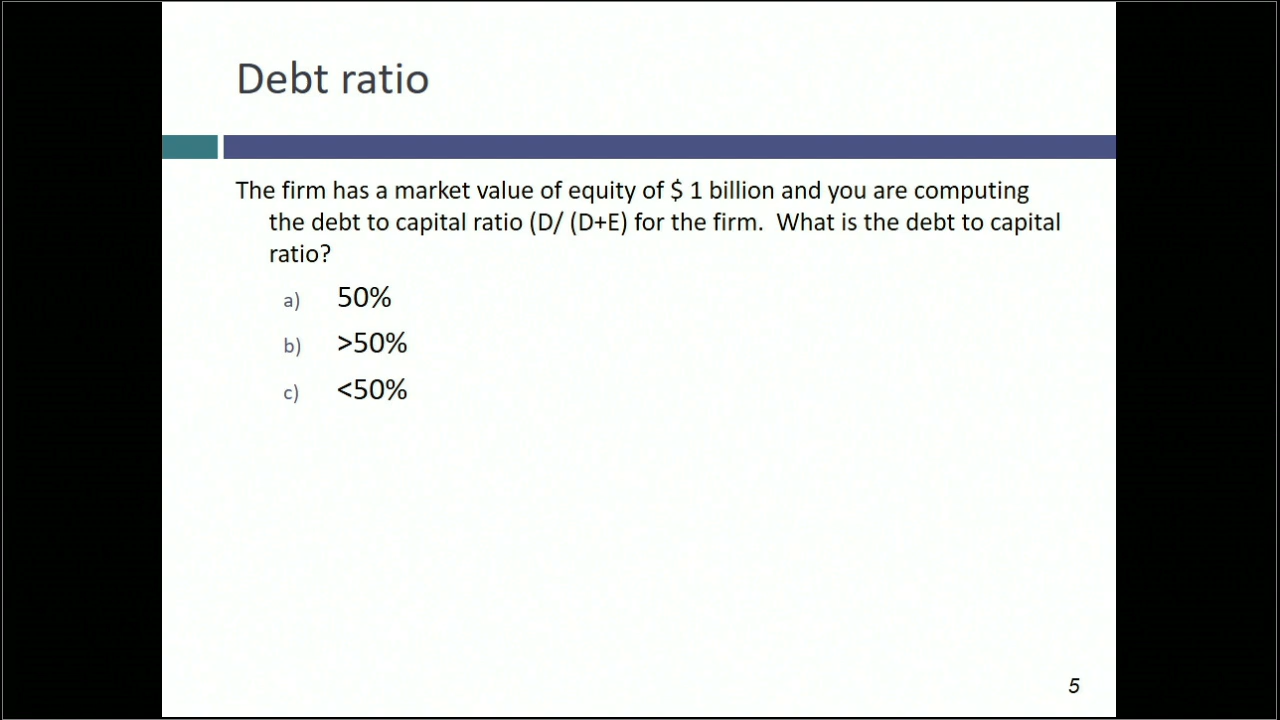 Debt ratio
The firm has a market value of equity of $ 1 billion and you are computing
the debt to capital ratio (D/ (D+E) for the firm.  What is the debt to capital
ratio?
a) 50%
b) >50%
c) <50%
5